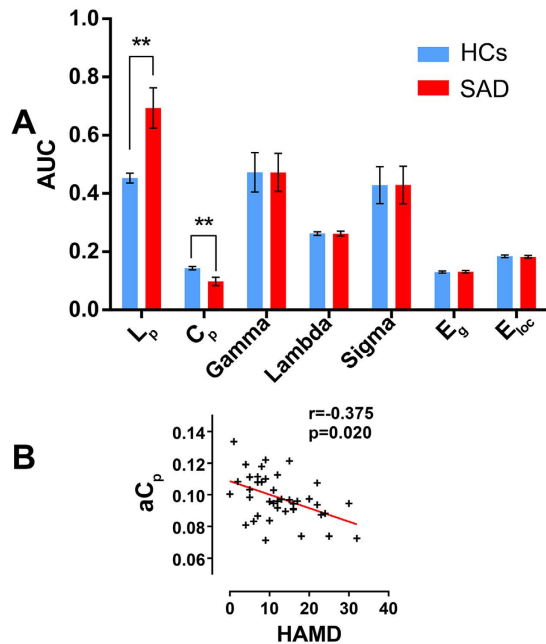 A
AUC
1.0
0.8
0.6
0.4
0.2
0.0
**
**
HCs
SAD
Lp
Cp
Gamma
Lambda
Sigma
Eg
Eloc
B
r=-0.375
p=0.020
aCp
0.14
0.12
0.10
0.08
0.06
0 10 20 30 40
HAMD